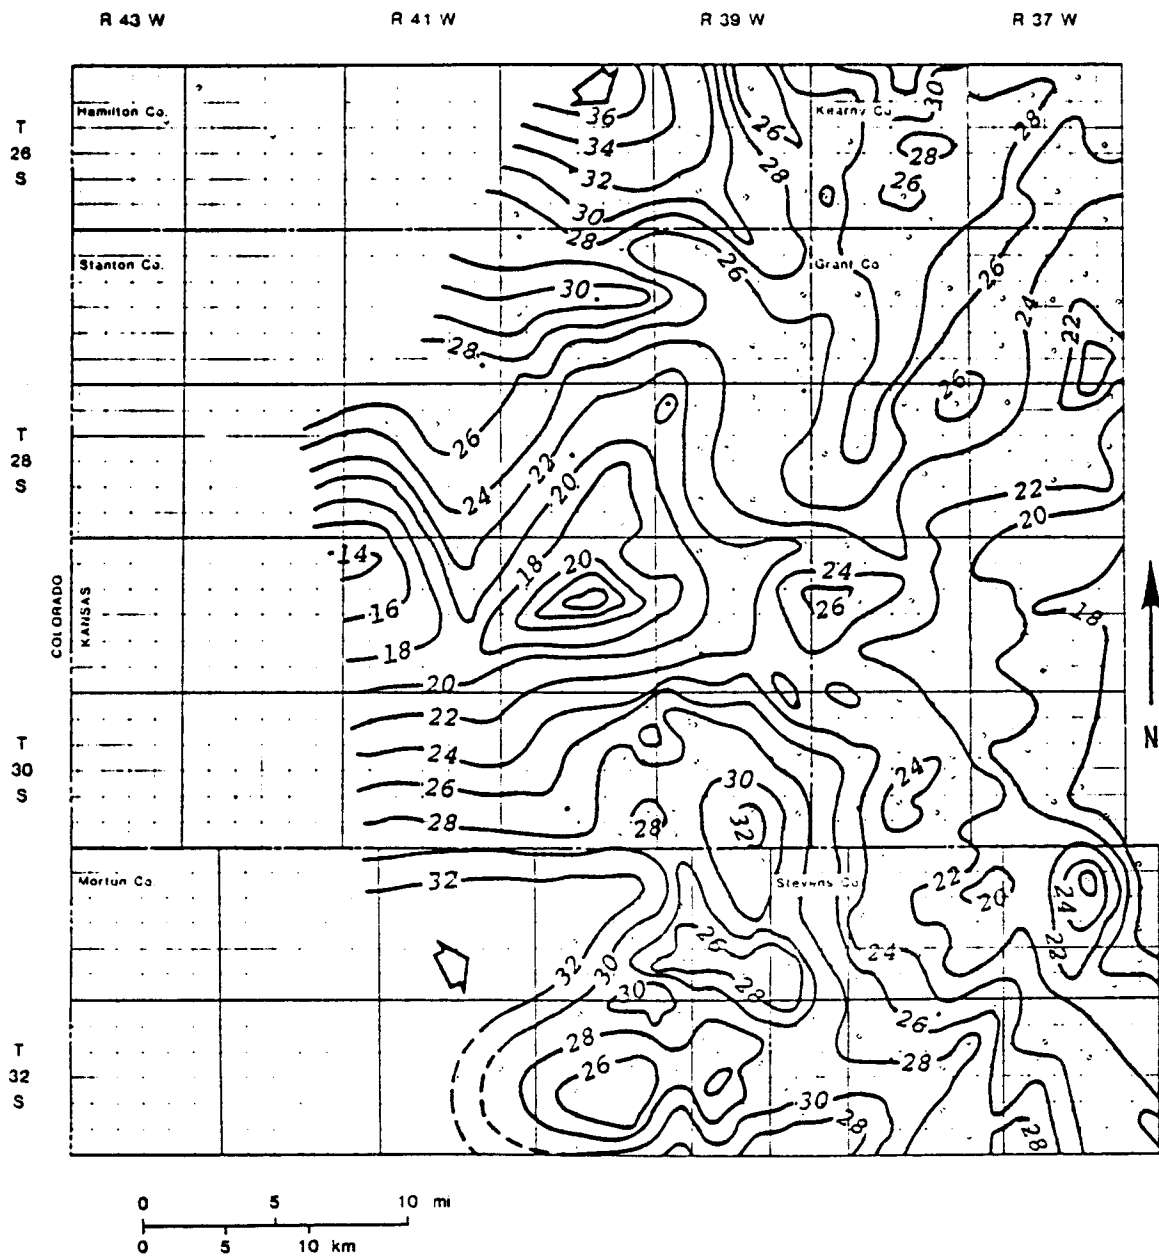 R 43 W R 41 W R 39 W R 37 W
Hamilton Co. 36 26 Kearny Co. 30
T 26 S
34 28 28
32 28 26
30
28
Stanton Co. 26 Grant Co. 26
30 24
28 22
26
T 28 S
26 22
24 20 22
20
14 18 20 24
COLORADO
KANSAS
16 26 18
18
20
22
T 30 S
24 24
26 30
28 28 32
Morton Co. 32 Stevens Co. 22 20 24
26 24 22
32 30 30 28
28 26
T 32 S
26 28
30 28 28
N
0 5 10 mi
0 5 10 km